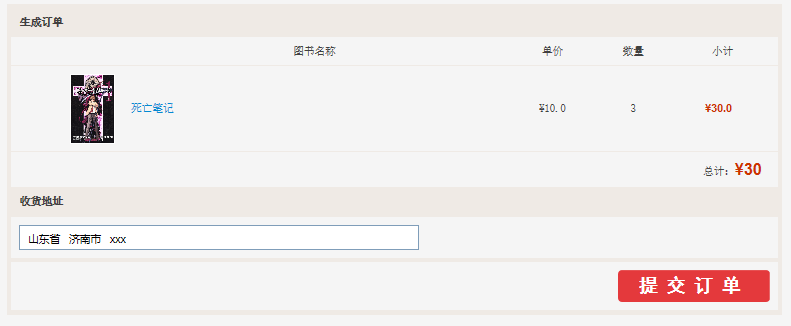 生成订单
图书名称 单价 数量 小计
死亡笔记 ¥10.0 3 ¥30.0
总计：¥30
收货地址
山东省 济南市 xxx
提交订单